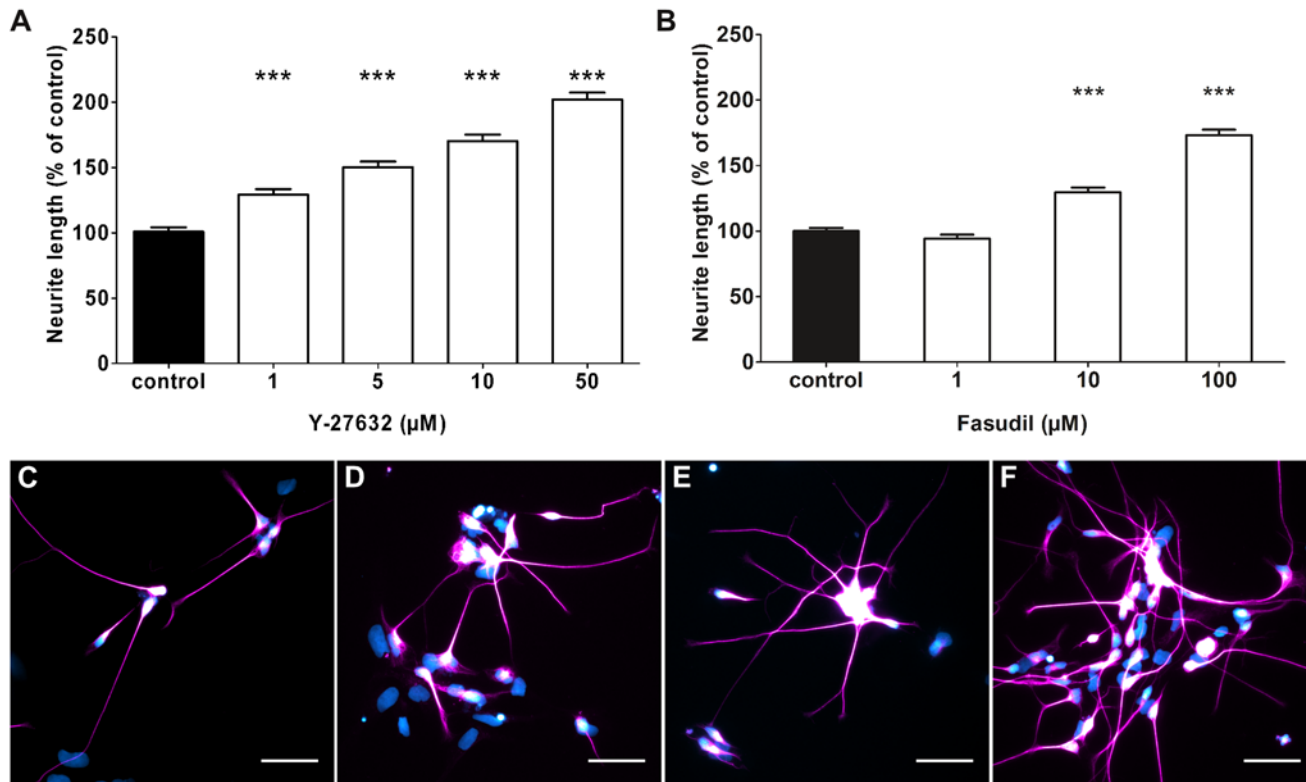 A
Neurite length (% of control)
250
200
150
100
50
0
***
***
***
***
control
1
5
10
50
Y-27632 (µM)
B
Neurite length (% of control)
250
200
150
100
50
0
***
***
control
1
10
100
Fasudil (µM)
C
D
E
F